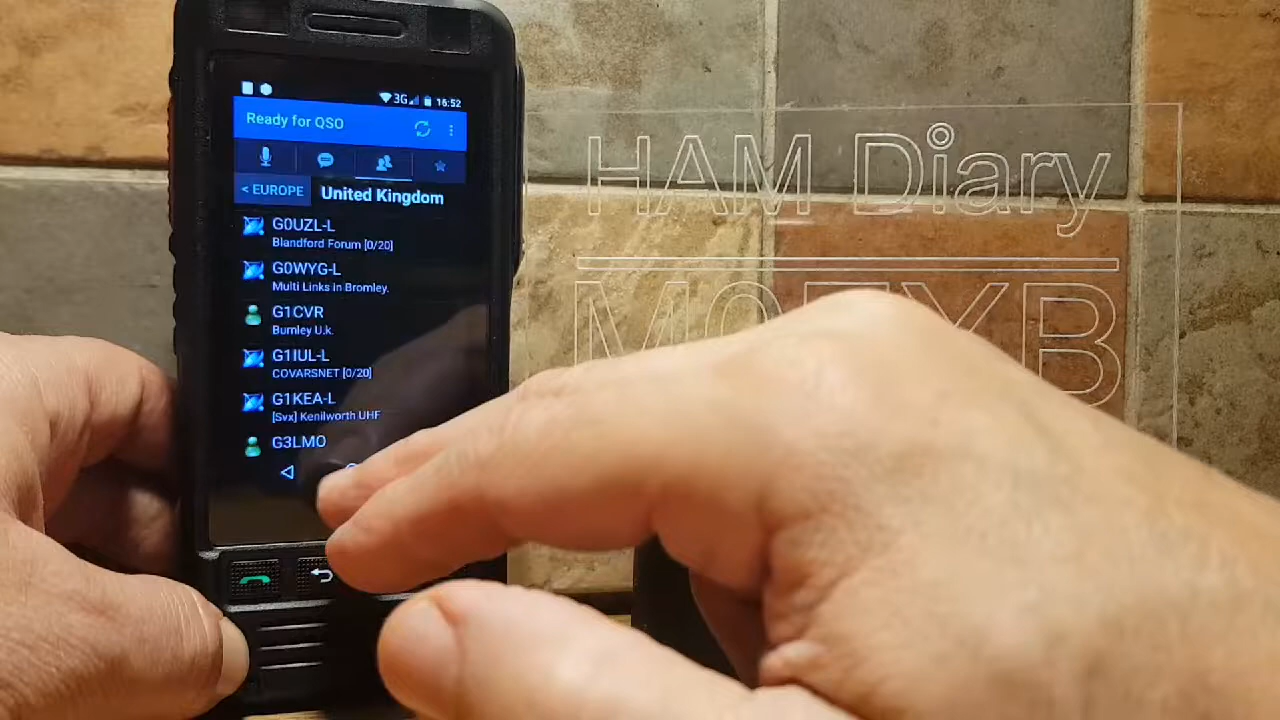 3G 16:52
Ready for QSO
< EUROPE United Kingdom
G0UZL-L
Blandford Forum [0/20]
G0WYG-L
Multi Links in Bromley.
G1CVR
Burnley U.k.
G1IUL-L
COVARSNET [0/20]
G1KEA-L
[Svx] Kenilworth UHF
G3LMO
HAM Diary